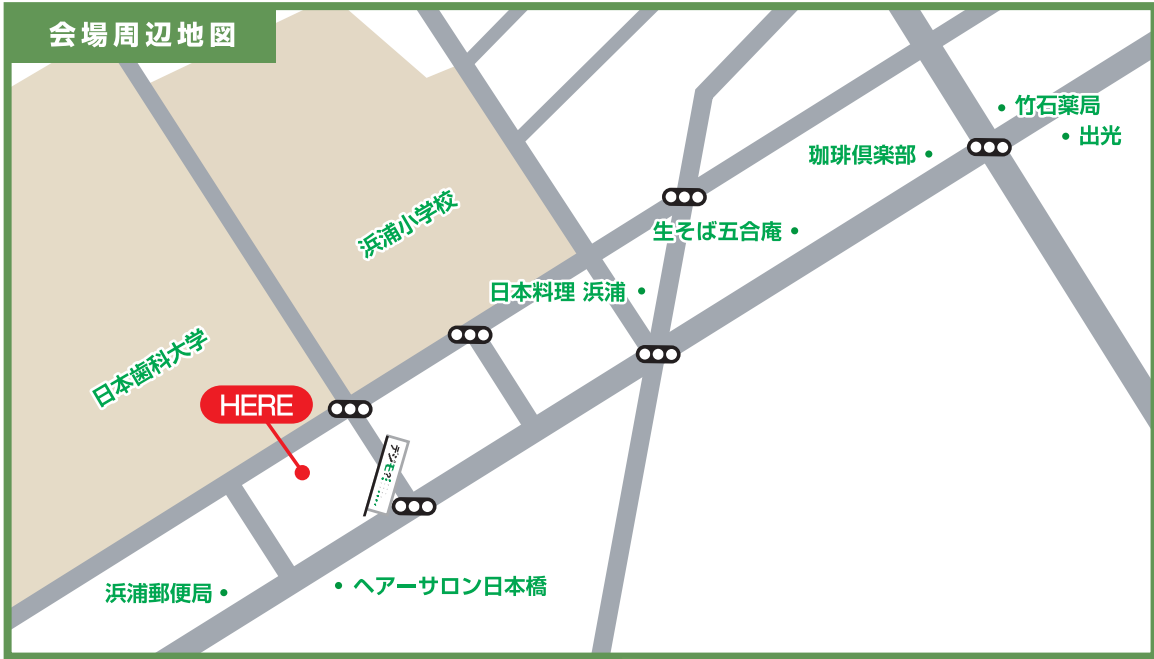 会場周辺地図
竹石薬局
出光
珈琲倶楽部
浜浦小学校
生そば五合庵
日本料理 浜浦
日本歯科大学
HERE
浜浦郵便局
ヘアーサロン日本橋